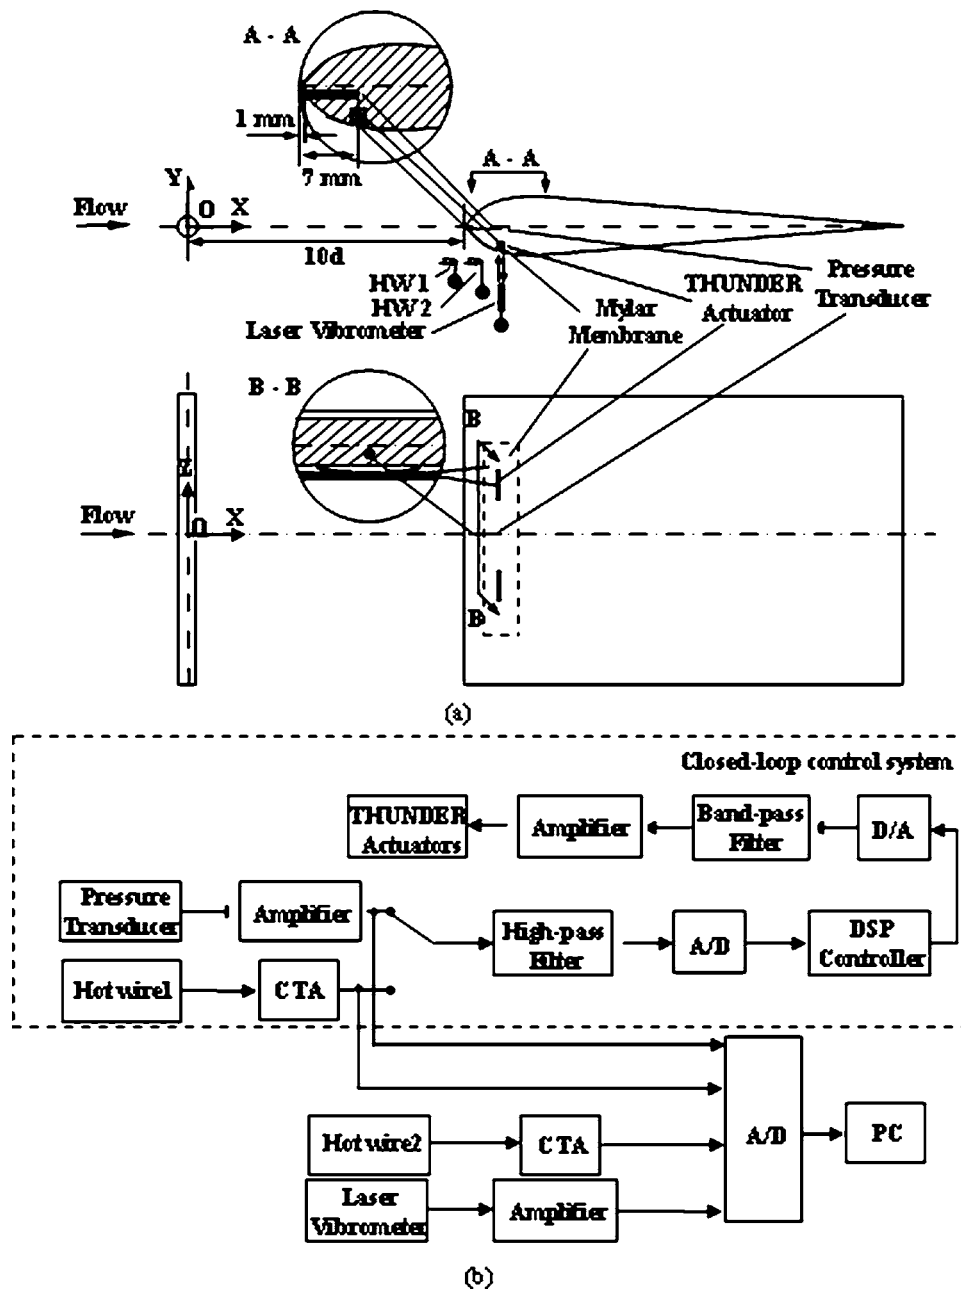 A - A
1 mm
7 mm
A - A
Y
O
X
Flow
10d
HW1
HW2
Laser Vibrometer
Mylar
Membrane
THUNDER
Actuator
Pressure
Transducer
B - B
B
Z
Flow
O
X
B
(a)
Closed-loop control system
THUNDER
Actuators
Amplifier
Band-pass
Filter
D/A
Pressure
Transducer
Amplifier
High-pass
Filter
A/D
DSP
Controller
Hot wire1
CTA
Hot wire2
CTA
A/D
PC
Laser
Vibrometer
Amplifier
(b)